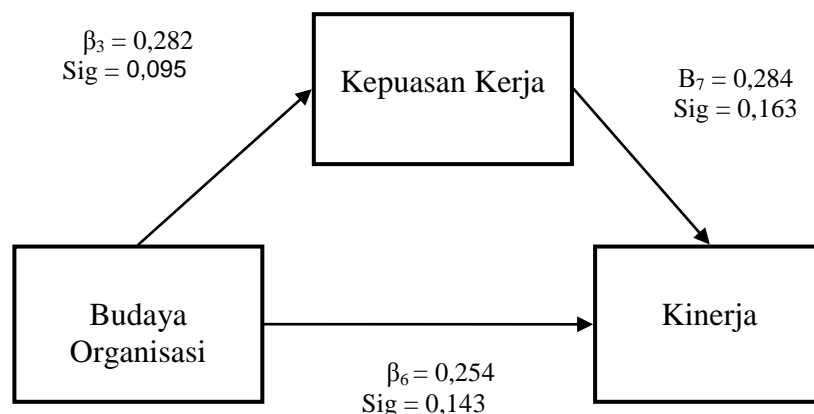 β₃ = 0,282
Sig = 0,095
Kepuasan Kerja
B₇ = 0,284
Sig = 0,163
Budaya
Organisasi
Kinerja
β₆ = 0,254
Sig = 0,143